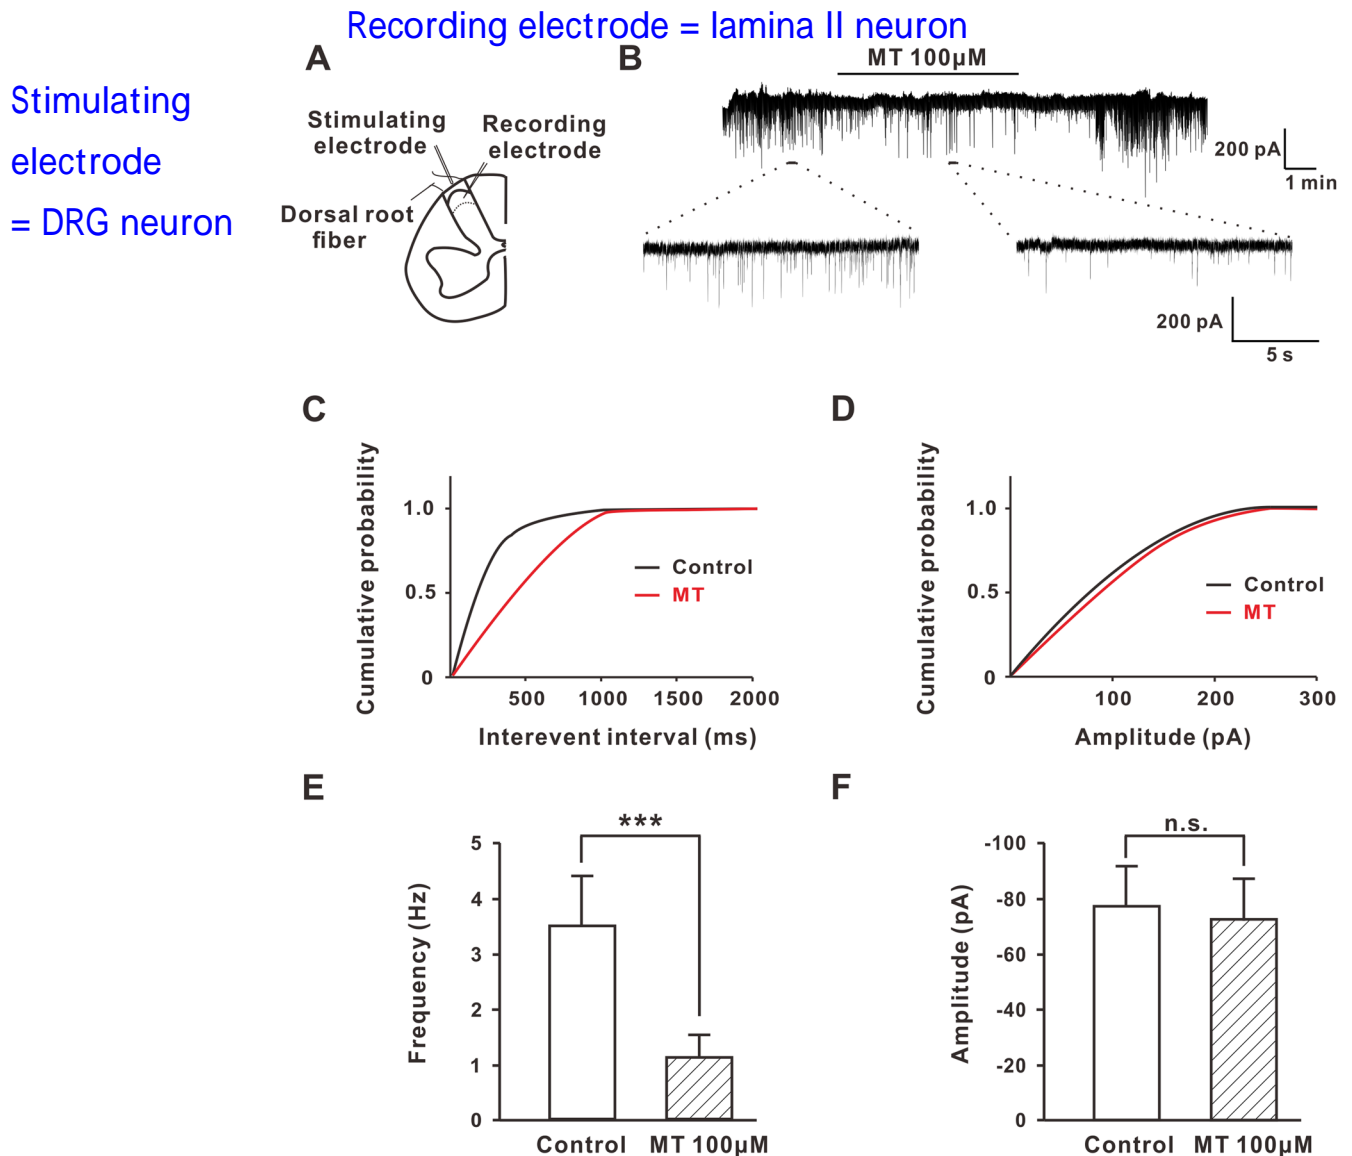 Recording electrode = lamina II neuron
Stimulating
electrode
= DRG neuron
A
Stimulating
electrode
Recording
electrode
Dorsal root
fiber
B
MT 100μM
200 pA
1 min
200 pA
5 s
C
Cumulative probability
1.0
0.5
0
Control
MT
500
1000
1500
2000
Interevent interval (ms)
D
Cumulative probability
1.0
0.5
0
Control
MT
100
200
300
Amplitude (pA)
E
Frequency (Hz)
5
4
3
2
1
0
***
Control
MT 100μM
F
Amplitude (pA)
-100
-80
-60
-40
-20
0
n.s.
Control
MT 100μM